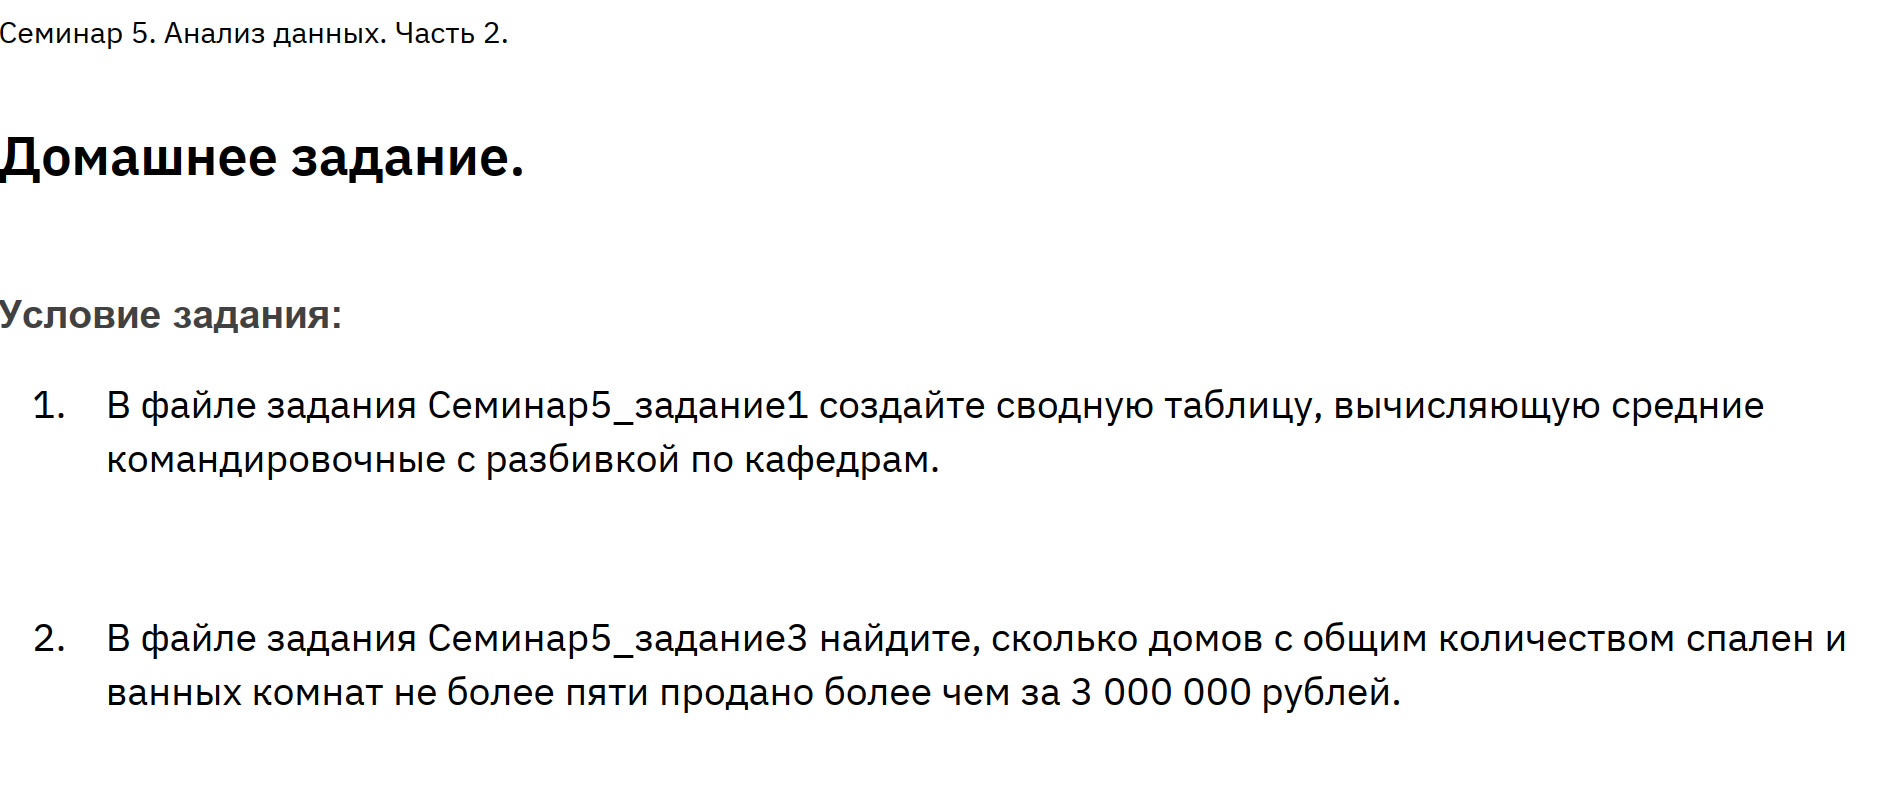 Семинар 5. Анализ данных. Часть 2.
Домашнее задание.
Условие задания:
1. В файле задания Семинар5_задание1 создайте сводную таблицу, вычисляющую средние
командировочные с разбивкой по кафедрам.
2. В файле задания Семинар5_задание3 найдите, сколько домов с общим количеством спален и
ванных комнат не более пяти продано более чем за 3 000 000 рублей.